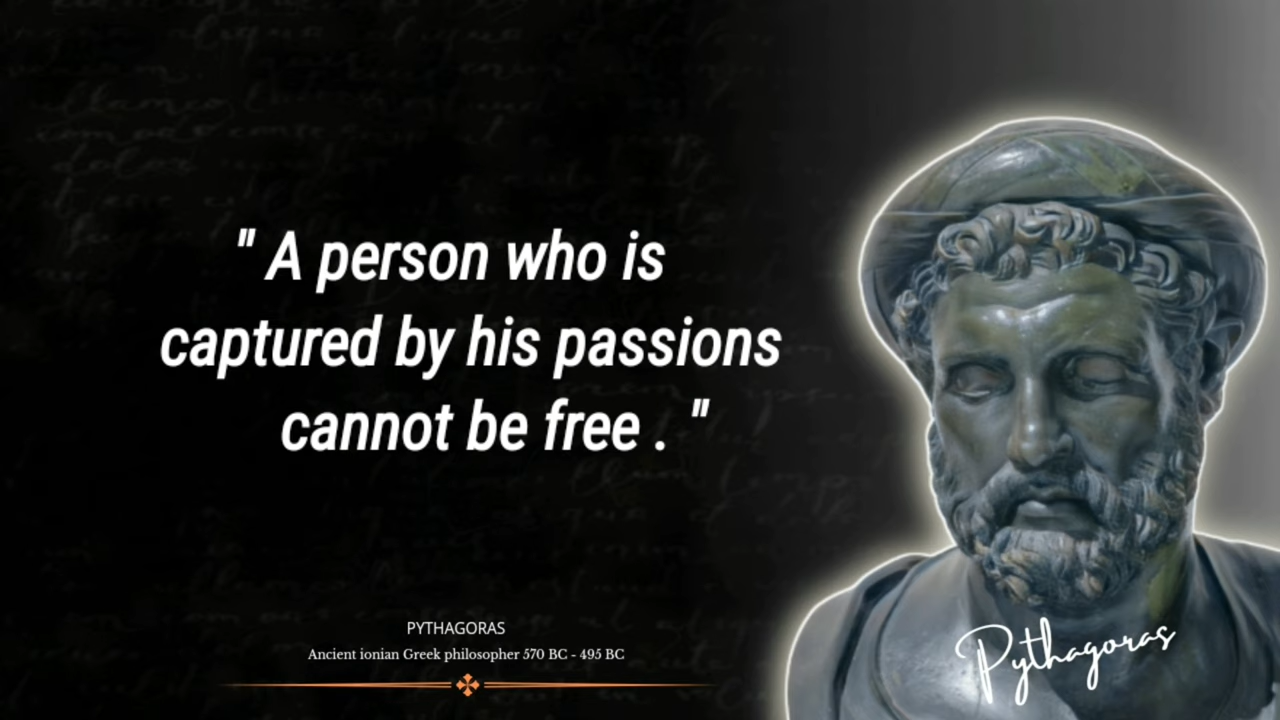 " A person who is
captured by his passions
cannot be free . "
PYTHAGORAS
Ancient ionian Greek philosopher 570 BC - 495 BC
Pythagoras